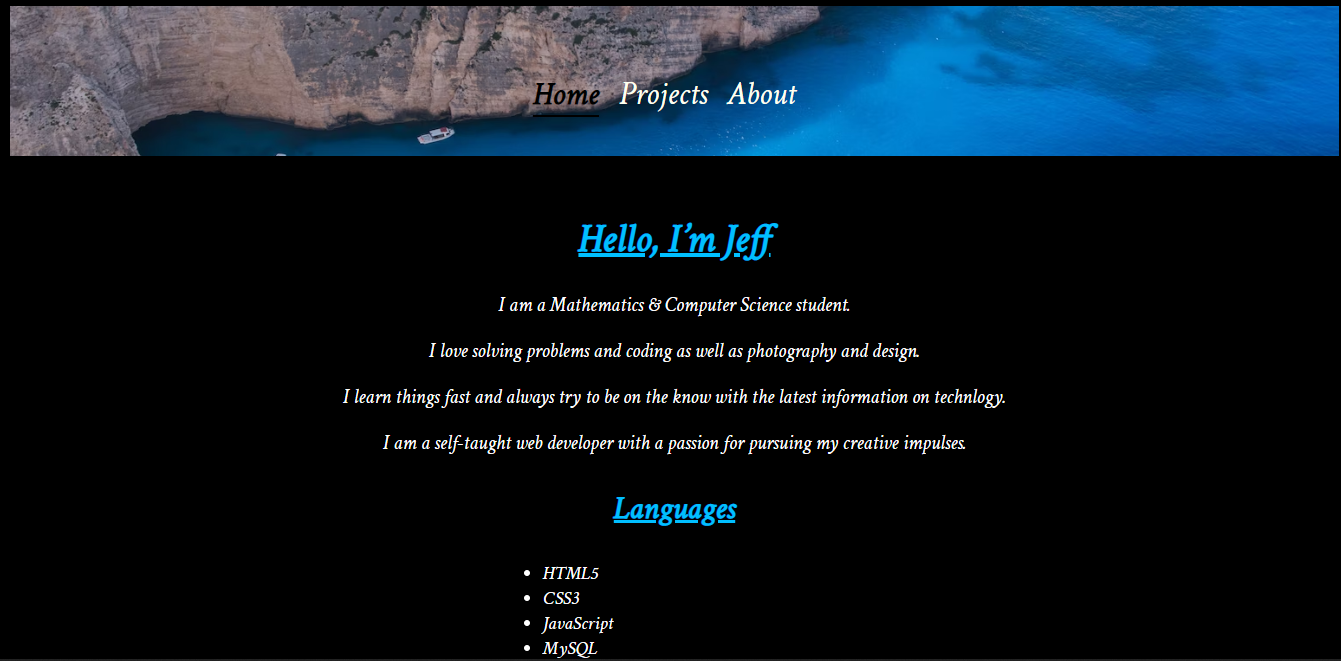 Home Projects About
Hello, I'm Jeff
I am a Mathematics & Computer Science student.
I love solving problems and coding as well as photography and design.
I learn things fast and always try to be on the know with the latest information on technlogy.
I am a self-taught web developer with a passion for pursuing my creative impulses.
Languages
HTML5
CSS3
JavaScript
MySQL